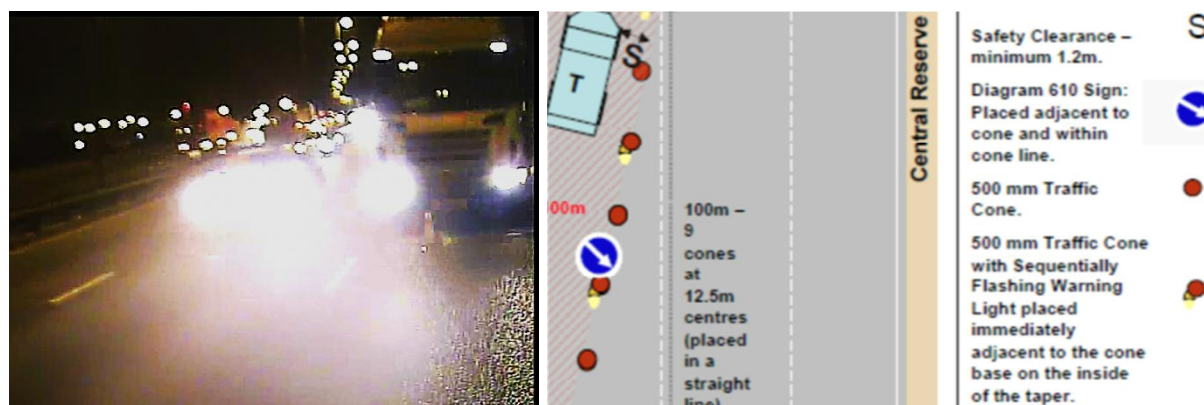 S
T
00m
100m –
9
cones
at
12.5m
centres
(placed
in a
straight
line)
Central Reserve
Safety Clearance –
minimum 1.2m.
S
Diagram 610 Sign:
Placed adjacent to
cone and within
cone line.
500 mm Traffic
Cone.
500 mm Traffic Cone
with Sequentially
Flashing Warning
Light placed
immediately
adjacent to the cone
base on the inside
of the taper.